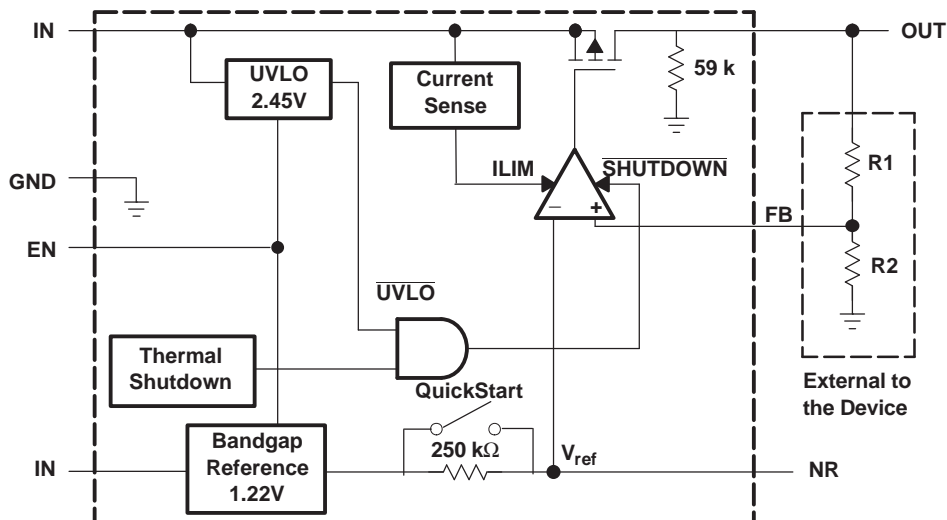 IN
OUT
UVLO
2.45V
Current
Sense
59 k
GND
ILIM
SHUTDOWN
R1
− +
FB
EN
R2
UVLO
Thermal
Shutdown
QuickStart
External to
the Device
IN
Bandgap
Reference
1.22V
250 kΩ
Vref
NR